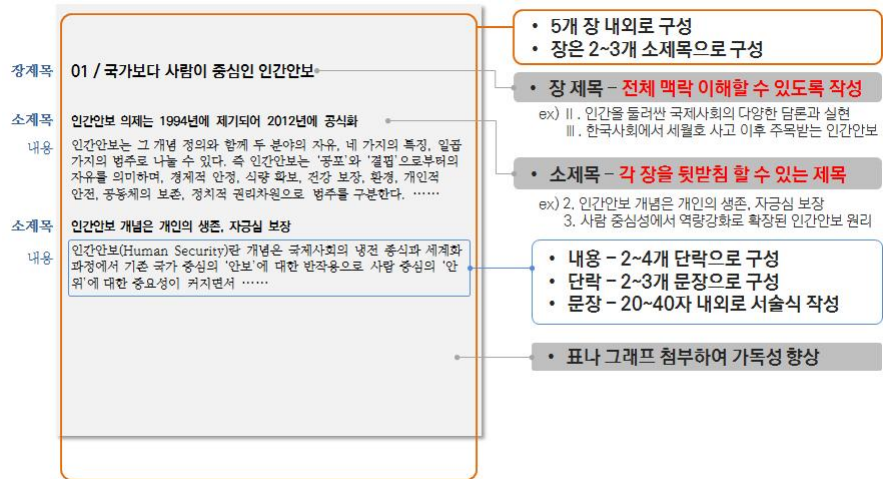 • 5개 장 내외로 구성
• 장은 2~3개 소제목으로 구성
장제목
01 / 국가보다 사람이 중심인 인간안보
• 장 제목 – 전체 맥락 이해할 수 있도록 작성
ex) Ⅱ. 인간을 둘러싼 국제사회의 다양한 담론과 실현
Ⅲ. 한국사회에서 세월호 사고 이후 주목받는 인간안보
소제목
인간안보 의제는 1994년에 제기되어 2012년에 공식화
내용
인간안보는 그 개념 정의와 함께 두 분야의 자유, 네 가지의 특징, 일곱
가지의 범주로 나눌 수 있다. 즉 인간안보는 '공포'와 '결핍'으로부터의
자유를 의미하며, 경제적 안정, 식량 확보, 건강 보장, 환경, 개인적
안전, 공동체의 보존, 정치적 권리차원으로 범주를 구분한다. ……
• 소제목 – 각 장을 뒷받침 할 수 있는 제목
ex) 2. 인간안보 개념은 개인의 생존, 자긍심 보장
3. 사람 중심성에서 역량강화로 확장된 인간안보 원리
소제목
인간안보 개념은 개인의 생존, 자긍심 보장
내용
인간안보(Human Security)란 개념은 국제사회의 냉전 종식과 세계화
과정에서 기존 국가 중심의 '안보'에 대한 반작용으로 사람 중심의 '안
위'에 대한 중요성이 커지면서 ……
• 내용 – 2~4개 단락으로 구성
• 단락 – 2~3개 문장으로 구성
• 문장 – 20~40자 내외로 서술식 작성
• 표나 그래프 첨부하여 가독성 향상